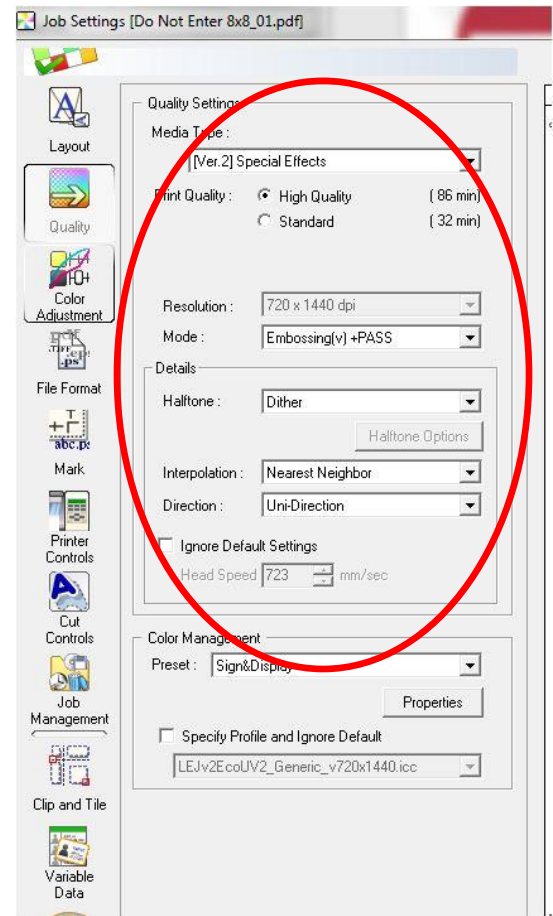 Job Settings [Do Not Enter 8x8_01.pdf]
Layout
Quality
Color
Adjustment
File Format
abc.ps
Mark
Printer
Controls
Cut
Controls
Job
Management
Clip and Tile
Variable
Data
Quality Settings
Media Type :
[Ver.2] Special Effects
Print Quality : High Quality ( 86 min)
Standard ( 32 min)
Resolution : 720 x 1440 dpi
Mode : Embossing(v) +PASS
Details
Halftone : Dither
Halftone Options
Interpolation : Nearest Neighbor
Direction : Uni-Direction
Ignore Default Settings
Head Speed 723 mm/sec
Color Management
Preset : Sign&Display
Properties
Specify Profile and Ignore Default
LEJv2EcoUV2_Generic_v720x1440.icc